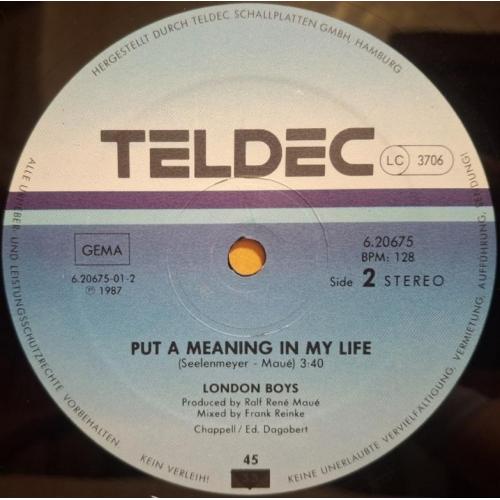 HERGESTELLT DURCH TELDEC SCHALLPLATTEN GMBH, HAMBURG
TELDEC
LC 3706
GEMA
6.20675-01-2
Ⓟ 1987
6.20675
BPM: 128
Side 2 STEREO
PUT A MEANING IN MY LIFE
(Seelenmeyer - Maué) 3:40
LONDON BOYS
Produced by Ralf René Maué
Mixed by Frank Reinke
Chappell / Ed. Dagobert
45
ALLE URHEBER- UND LEISTUNGSSCHUTZRECHTE VORBEHALTEN
KEIN VERLEIH!
KEINE UNERLAUBTE VERVIELFÄLTIGUNG, VERMIETUNG, AUFFÜHRUNG, SENDUNG!